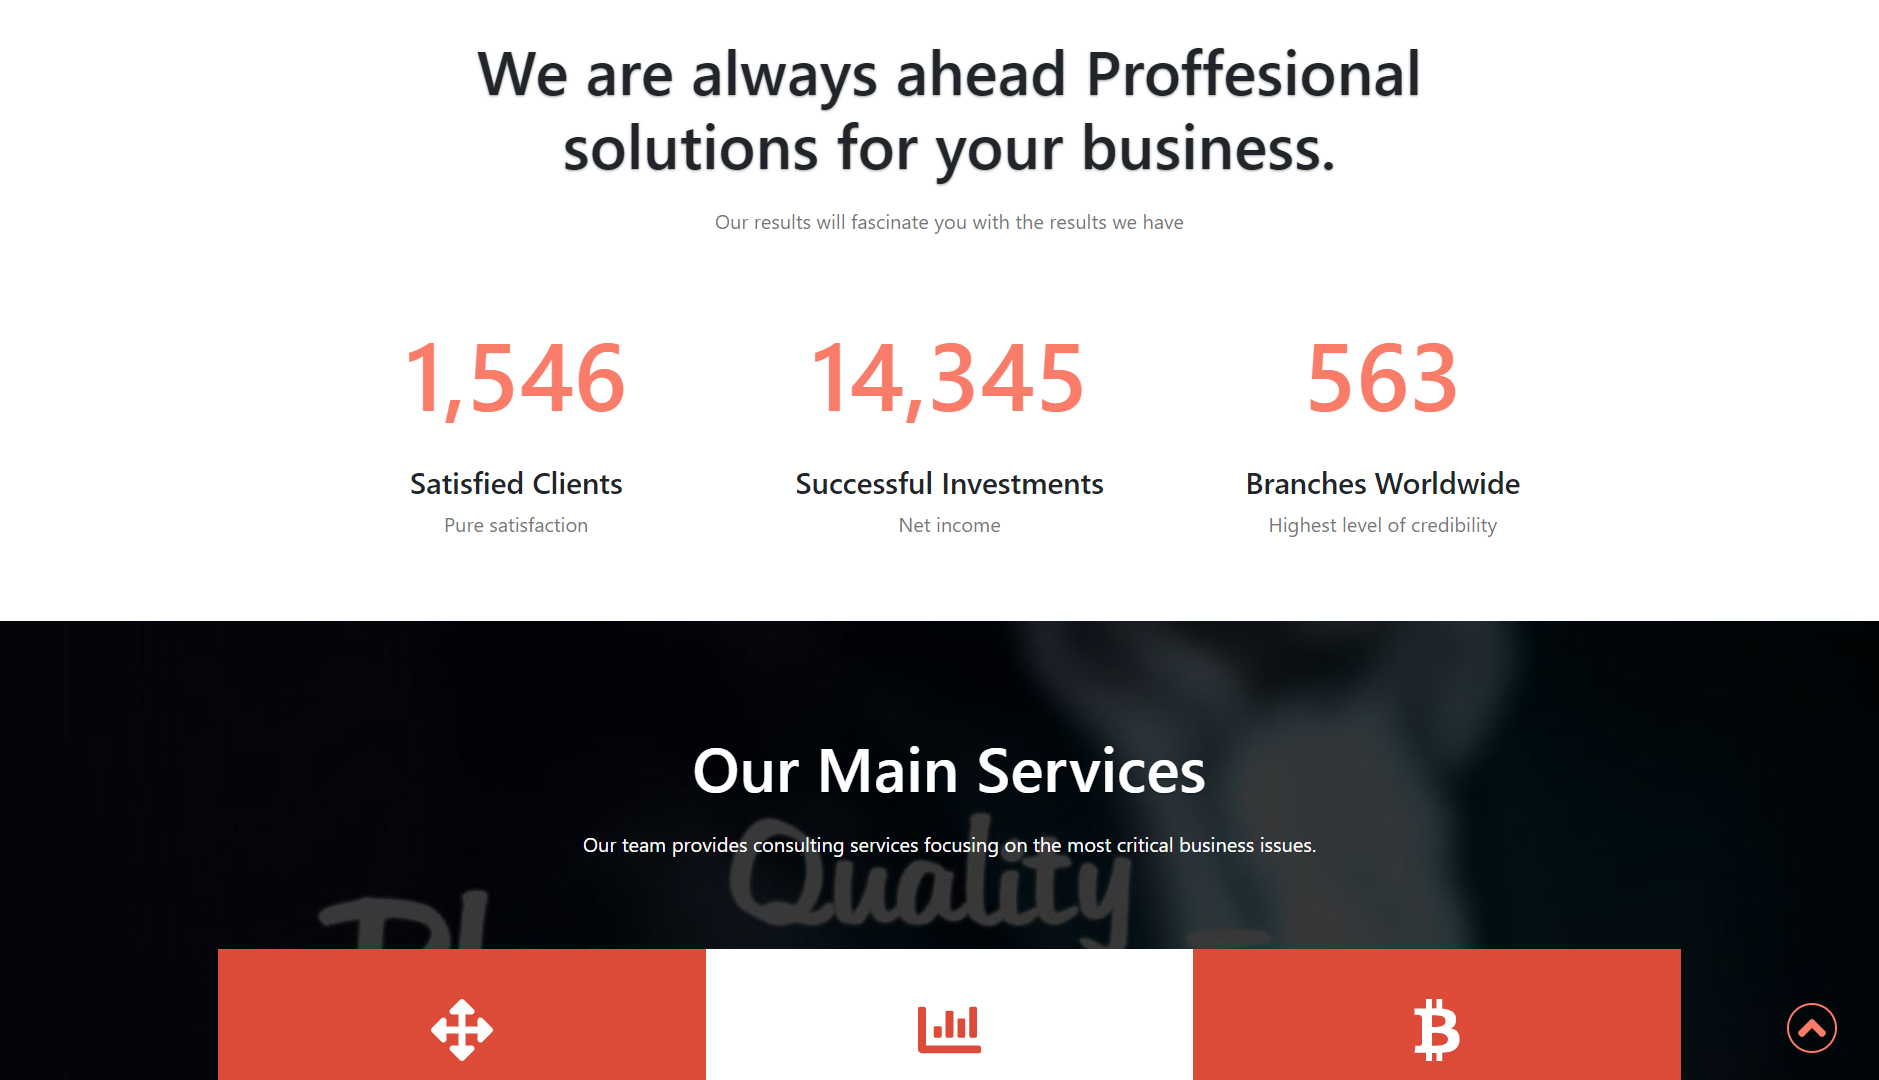 We are always ahead Proffesional
solutions for your business.
Our results will fascinate you with the results we have
1,546
14,345
563
Satisfied Clients
Successful Investments
Branches Worldwide
Pure satisfaction
Net income
Highest level of credibility
Our Main Services
Our team provides consulting services focusing on the most critical business issues.
Quality